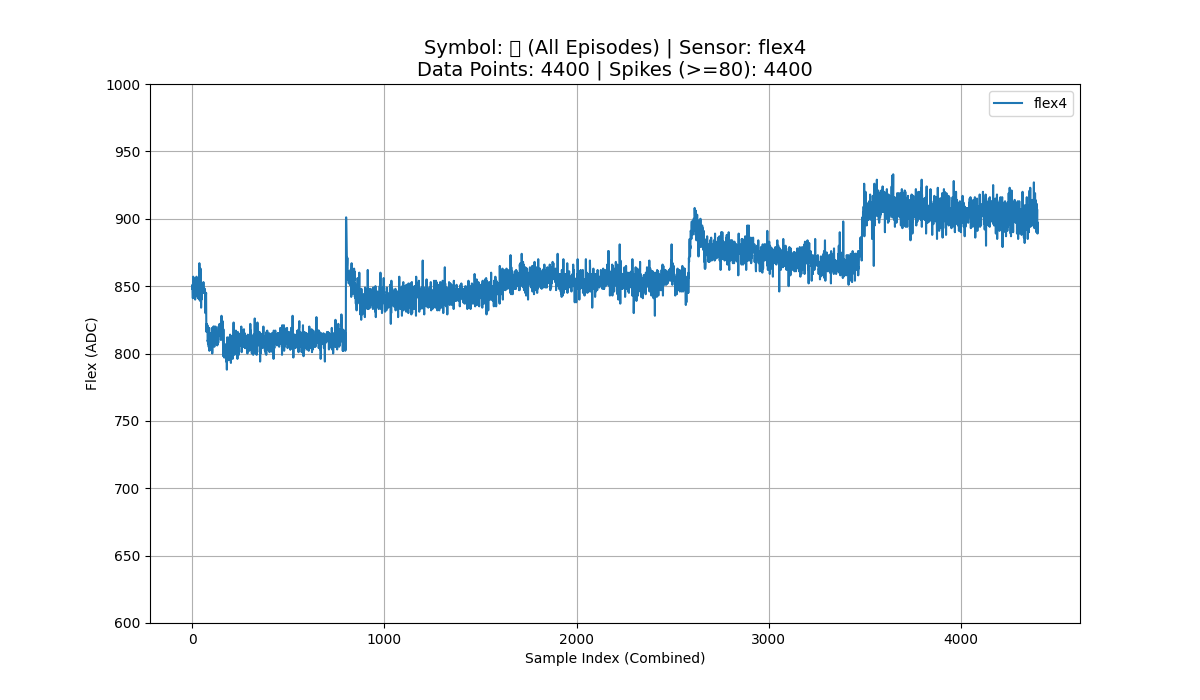 Symbol: (All Episodes) | Sensor: flex4
Data Points: 4400 | Spikes (>=80): 4400
flex4
Flex (ADC)
1000
950
900
850
800
750
700
650
600
0 1000 2000 3000 4000
Sample Index (Combined)